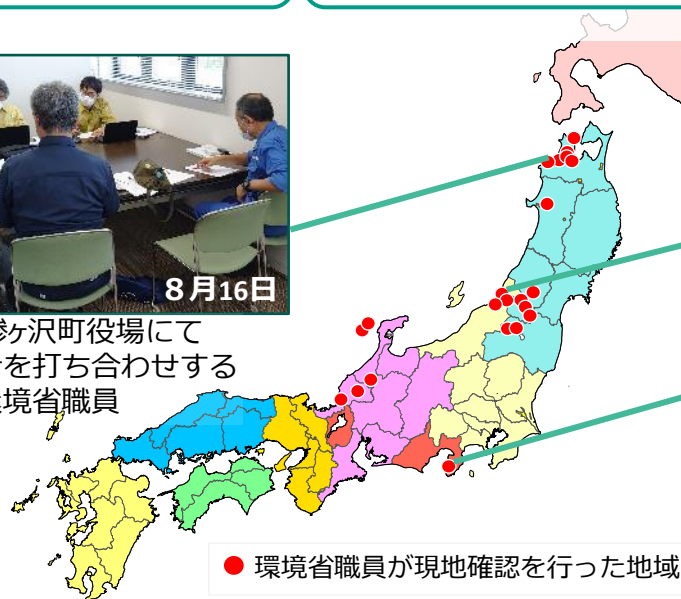 ８月16日
ヶ沢町役場にて
を打ち合わせする
境省職員
環境省職員が現地確認を行った地域